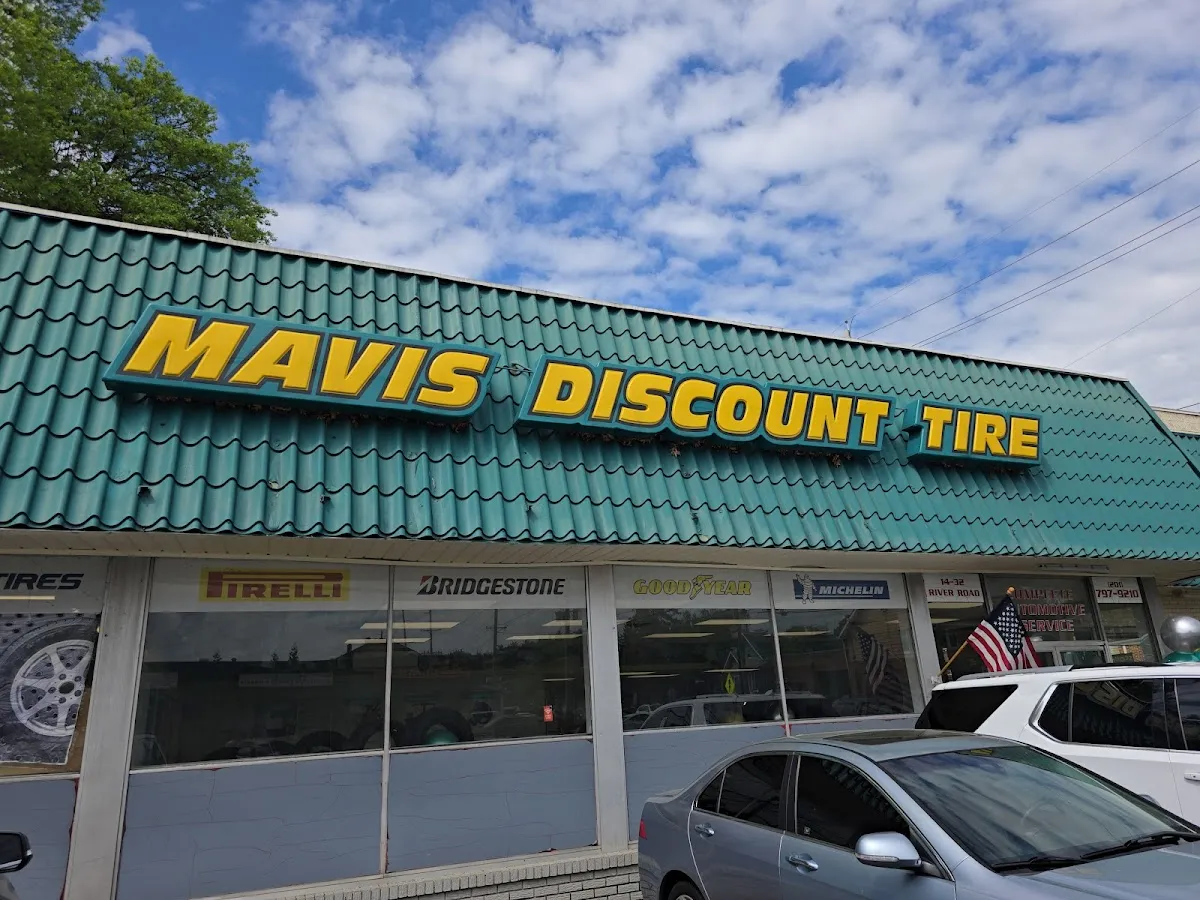 MAVIS DISCOUNT TIRE
TIRES
PIRELLI
BRIDGESTONE
GOODYEAR
MICHELIN
14-32
RIVER ROAD
AUTOMOTIVE
SERVICE
797-9210